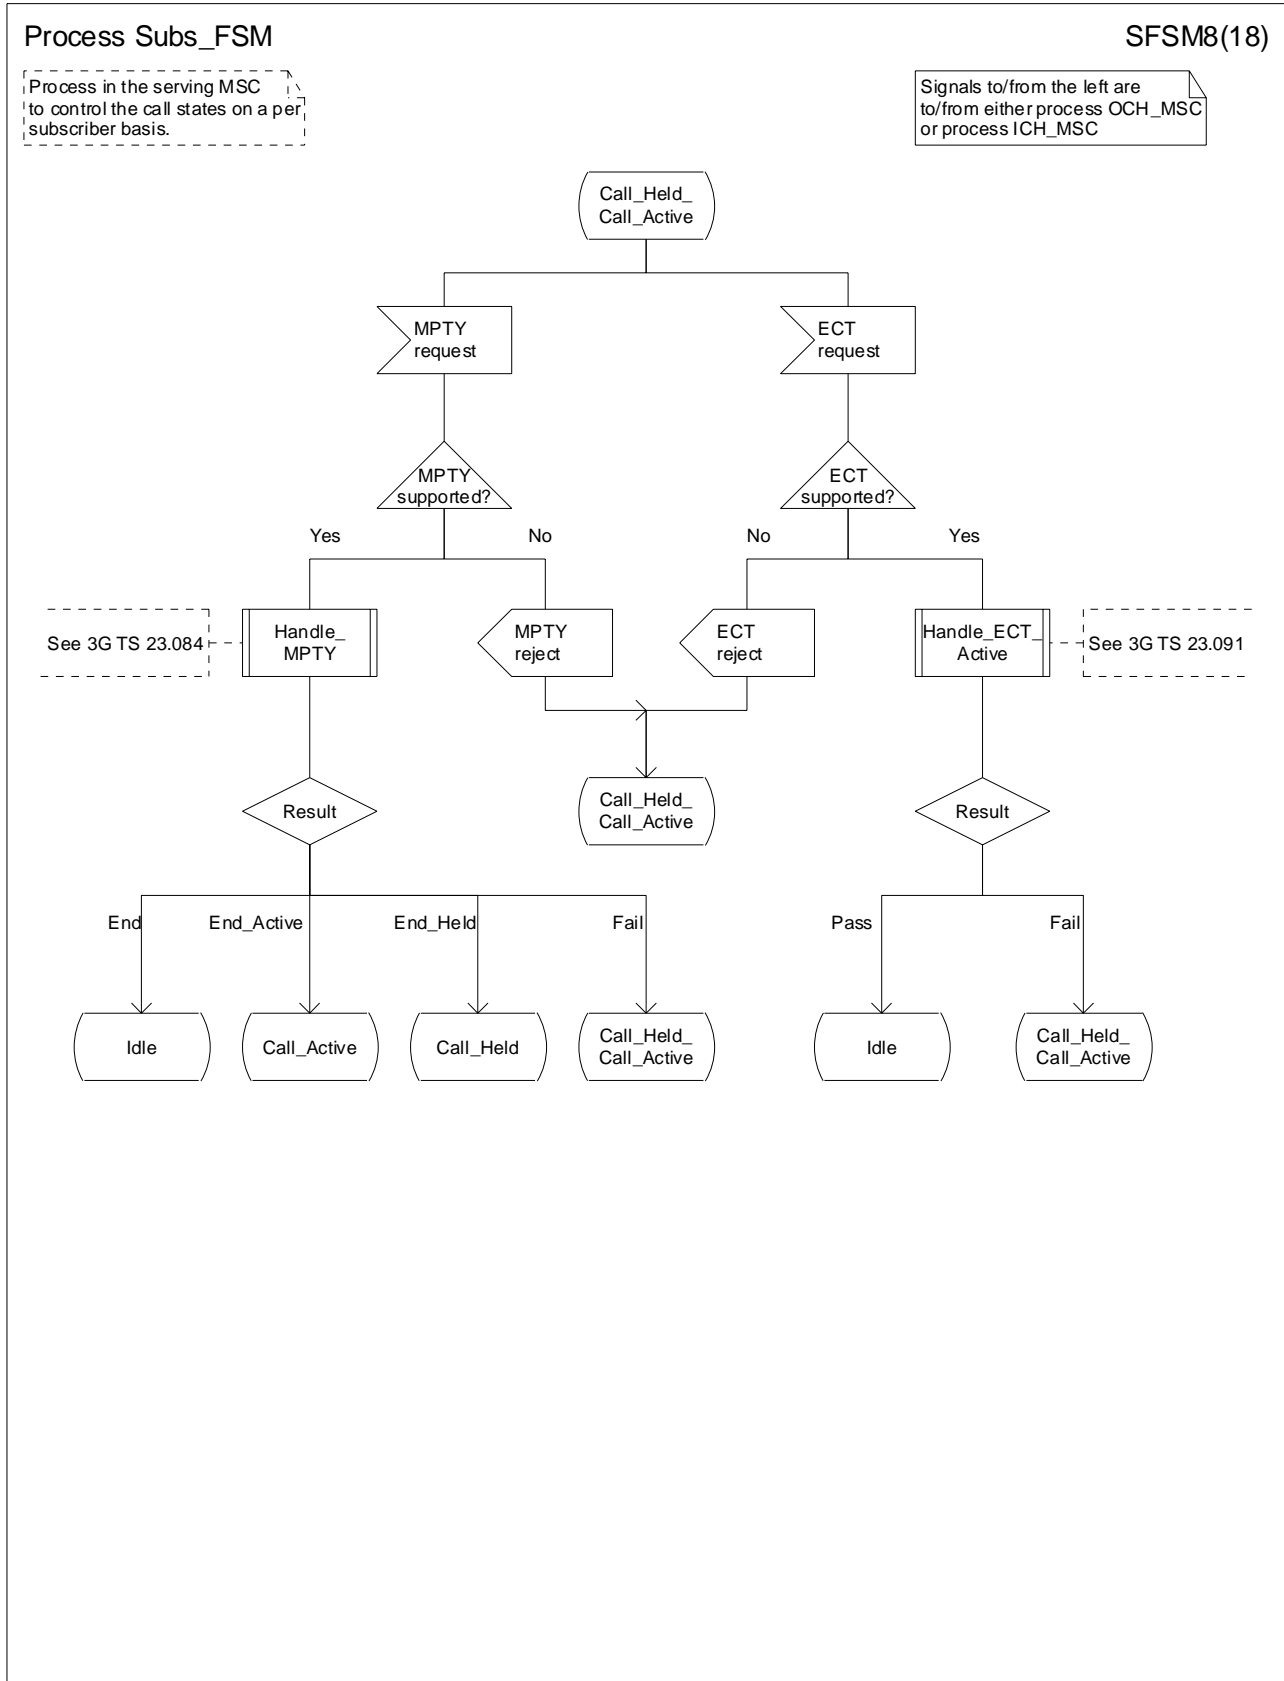 Process Subs_FSM
SFSM8(18)
Process in the serving MSC
to control the call states on a per
subscriber basis.
Signals to/from the left are
to/from either process OCH_MSC
or process ICH_MSC
Call_Held_
Call_Active
MPTY
request
ECT
request
MPTY
supported?
ECT
supported?
Yes
No
No
Yes
See 3G TS 23.084
Handle_
MPTY
MPTY
reject
ECT
reject
Handle_ECT_
Active
See 3G TS 23.091
Result
Call_Held_
Call_Active
Result
End
End_Active
End_Held
Fail
Pass
Fail
Idle
Call_Active
Call_Held
Call_Held_
Call_Active
Idle
Call_Held_
Call_Active